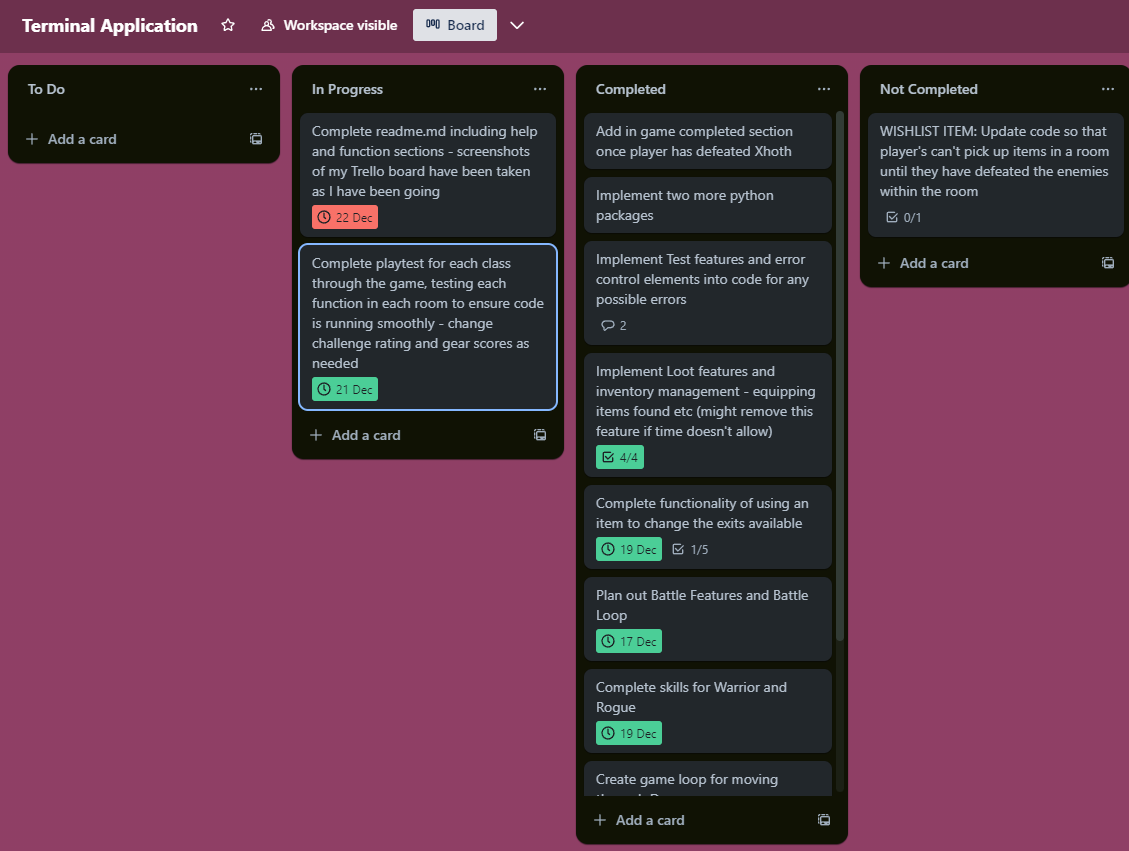 Terminal Application
Workspace visible
Board
To Do
Add a card
In Progress
Complete readme.md including help
and function sections - screenshots
of my Trello board have been taken
as I have been going
22 Dec
Complete playtest for each class
through the game, testing each
function in each room to ensure code
is running smoothly - change
challenge rating and gear scores as
needed
21 Dec
Add a card
Completed
Add in game completed section
once player has defeated Xhoth
Implement two more python
packages
Implement Test features and error
control elements into code for any
possible errors
2
Implement Loot features and
inventory management - equipping
items found etc (might remove this
feature if time doesn't allow)
4/4
Complete functionality of using an
item to change the exits available
19 Dec 1/5
Plan out Battle Features and Battle
Loop
17 Dec
Complete skills for Warrior and
Rogue
19 Dec
Create game loop for moving
Add a card
Not Completed
WISHLIST ITEM: Update code so that
player's can't pick up items in a room
until they have defeated the enemies
within the room
0/1
Add a card